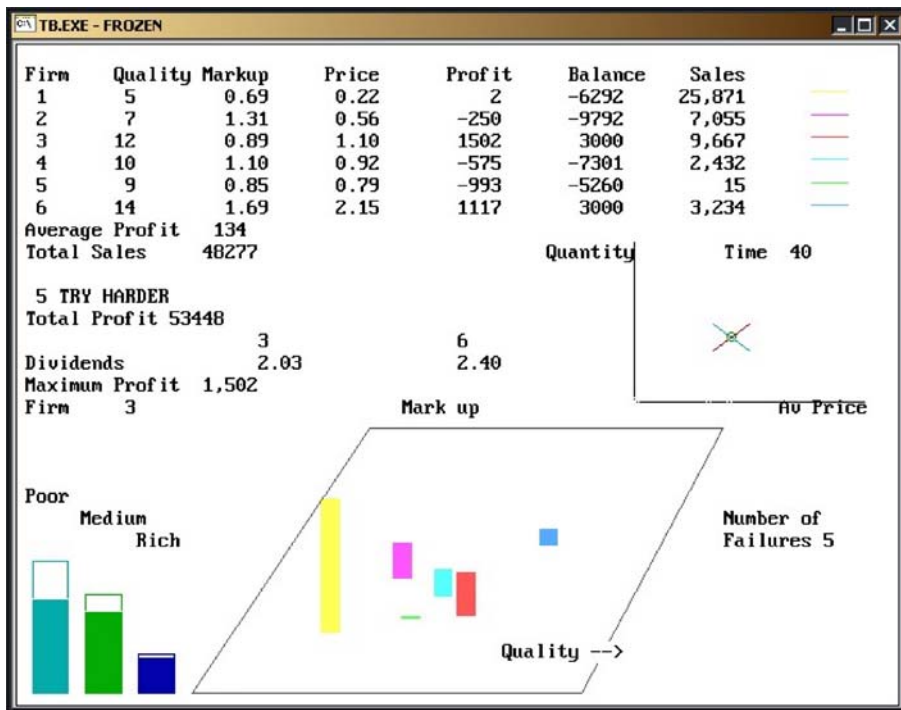 TB.EXE - FROZEN
Firm Quality Markup Price Profit Balance Sales
1 5 0.69 0.22 2 -6292 25,871
2 7 1.31 0.56 -250 -9792 7,055
3 12 0.89 1.10 1502 3000 9,667
4 10 1.10 0.92 -575 -7301 2,432
5 9 0.85 0.79 -993 -5260 15
6 14 1.69 2.15 1117 3000 3,234
Average Profit 134
Total Sales 48277
Quantity
Time 40
5 TRY HARDER
Total Profit 53448
3 6
Dividends 2.03 2.40
Maximum Profit 1,502
Firm 3
Mark up
Av Price
Poor
Medium
Rich
Number of
Failures 5
Quality -->